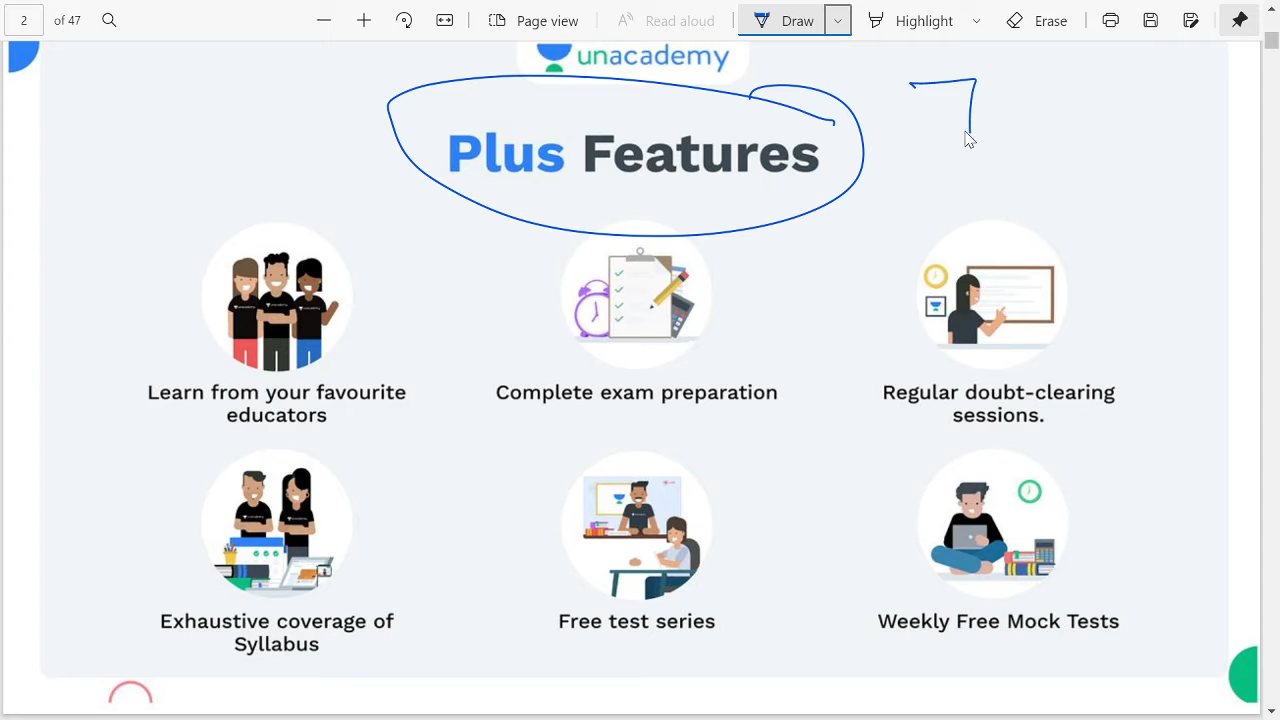 2 of 47 Page view Read aloud Draw Highlight Erase
unacademy
Plus Features
7
Learn from your favourite
educators
Complete exam preparation
Regular doubt-clearing
sessions.
Exhaustive coverage of
Syllabus
Free test series
Weekly Free Mock Tests